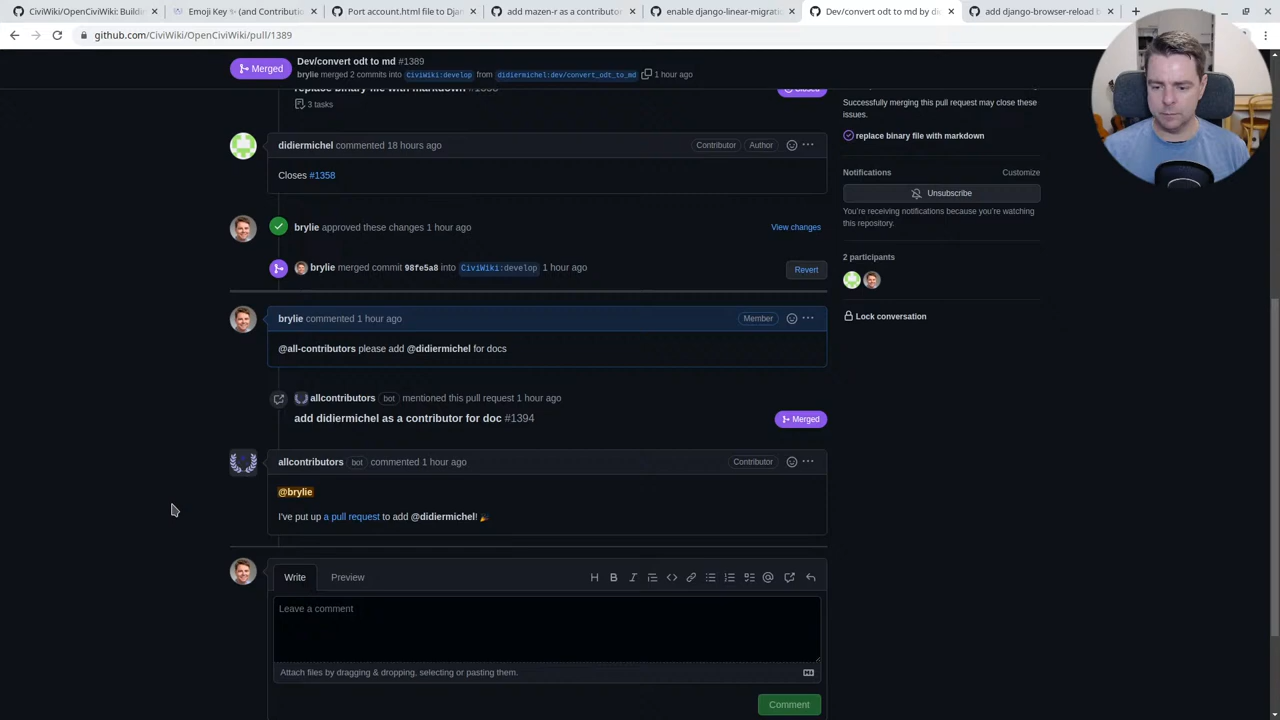 CiviWiki/OpenCiviWiki: Buildin
Emoji Key ✨ (and Contribution
Port account.html file to Djan
add mazen-r as a contributor
enable django-linear-migratio
Dev/convert odt to md by di
add django-browser-reload b
github.com/CiviWiki/OpenCiviWiki/pull/1389
Merged
Dev/convert odt to md #1389
brylie merged 2 commits into CiviWiki:develop from didiermichel:dev/convert_odt_to_md 1 hour ago
replace binary file with markdown #1358
Closed
3 tasks
didiermichel commented 18 hours ago
Contributor
Author
Closes #1358
brylie approved these changes 1 hour ago
View changes
brylie merged commit 98fe5a8 into CiviWiki:develop 1 hour ago
Revert
brylie commented 1 hour ago
Member
@all-contributors please add @didiermichel for docs
allcontributors bot mentioned this pull request 1 hour ago
add didiermichel as a contributor for doc #1394
Merged
allcontributors bot commented 1 hour ago
Contributor
@brylie
I've put up a pull request to add @didiermichel! 🎉
Write
Preview
Leave a comment
Attach files by dragging & dropping, selecting or pasting them.
Comment
Successfully merging this pull request may close these
issues.
replace binary file with markdown
Notifications
Customize
Unsubscribe
You're receiving notifications because you're watching
this repository.
2 participants
Lock conversation